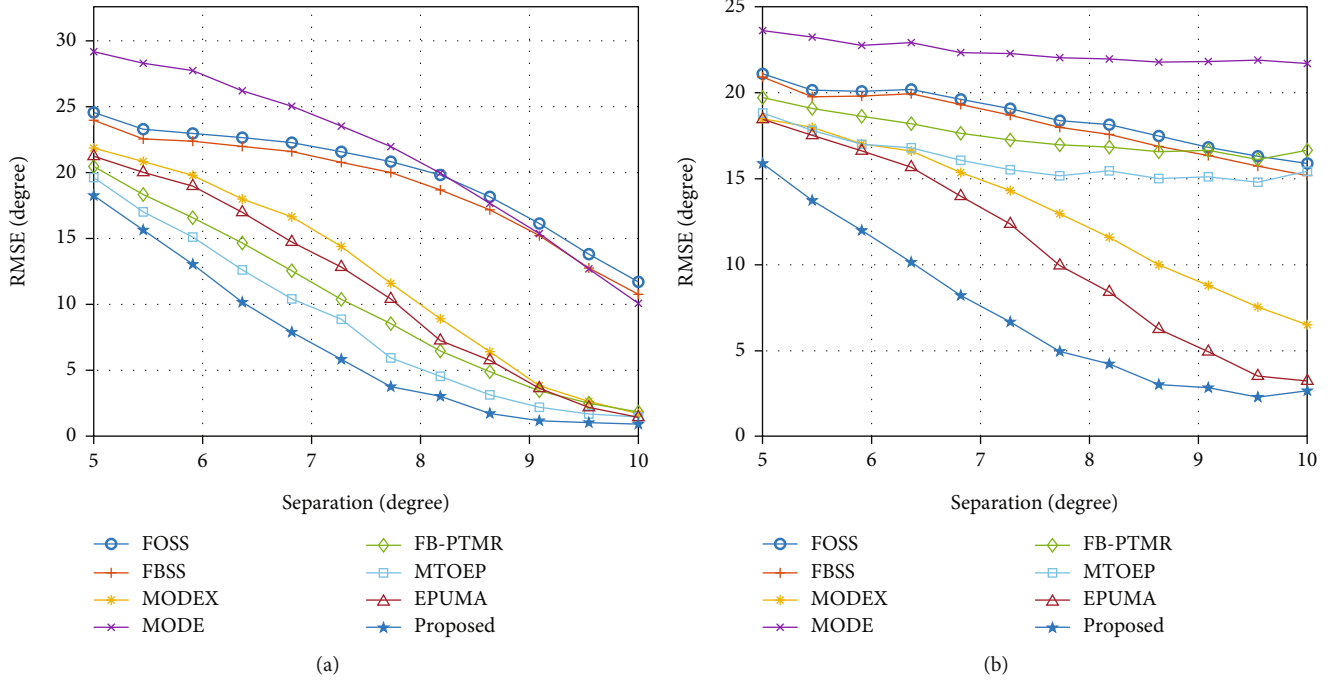 30
25
20
15
10
5
0
RMSE (degree)
5 6 7 8 9 10
Separation (degree)
FOSS
FBSS
MODEX
MODE
FB-PTMR
MTOEP
EPUMA
Proposed
(a)
25
20
15
10
5
0
RMSE (degree)
5 6 7 8 9 10
Separation (degree)
FOSS
FBSS
MODEX
MODE
FB-PTMR
MTOEP
EPUMA
Proposed
(b)